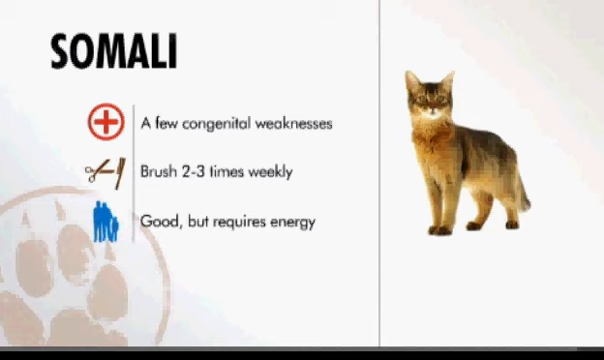 SOMALI
A few congenital weaknesses
Brush 2-3 times weekly
Good, but requires energy